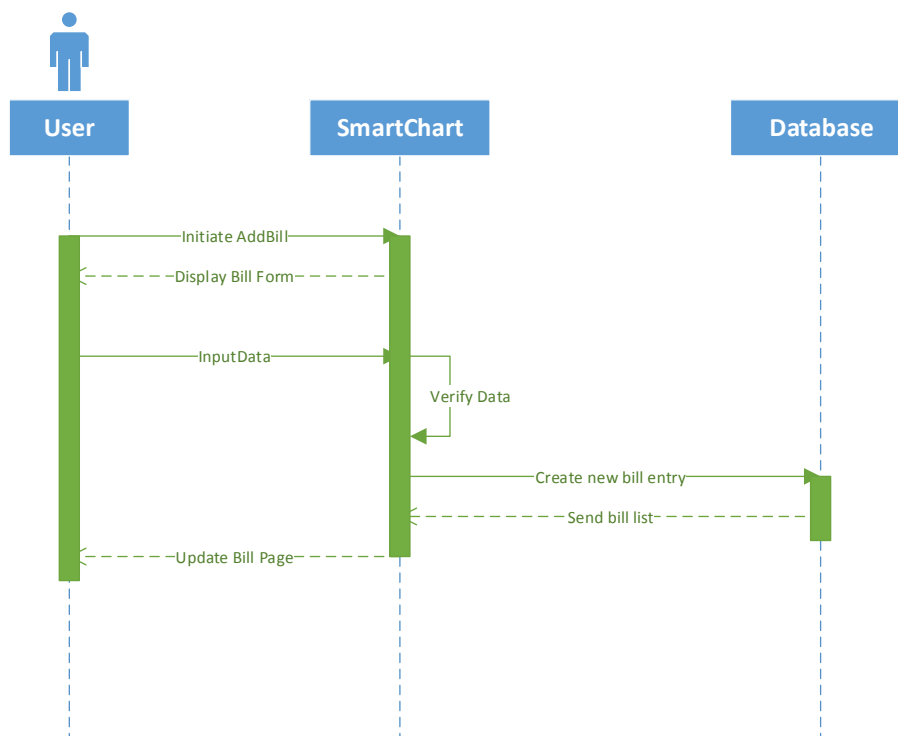 User
SmartChart
Database
Initiate AddBill
Display Bill Form
InputData
Verify Data
Create new bill entry
Send bill list
Update Bill Page